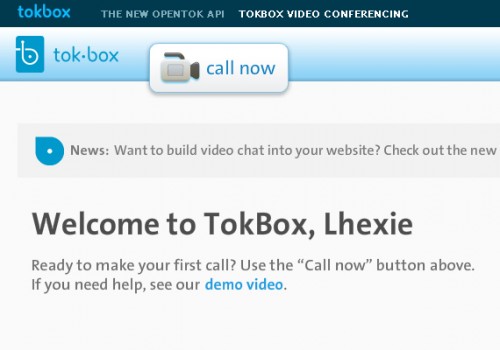 tokbox THE NEW OPENTOK API TOKBOX VIDEO CONFERENCING
tok·box call now
News: Want to build video chat into your website? Check out the new
Welcome to TokBox, Lhexie
Ready to make your first call? Use the “Call now” button above.
If you need help, see our demo video.